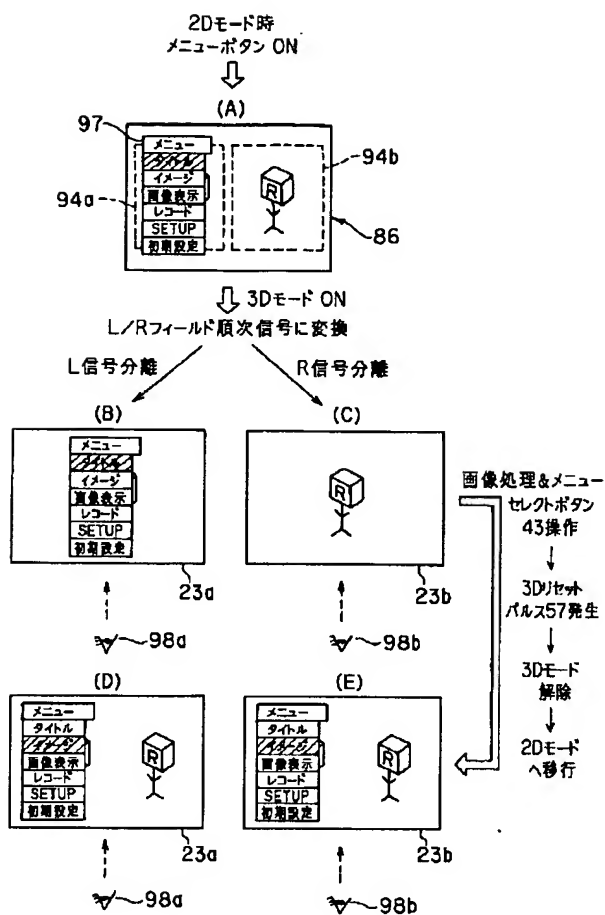 2Dモード時
メニューボタン ON
(A)
97
メニュー
タイトル
イメージ
画像表示
レコード
SETUP
初期設定
94a
R
94b
86
3Dモード ON
L/Rフィールド順次信号に変換
L信号分離
R信号分離
(B)
メニュー
タイトル
イメージ
画像表示
レコード
SETUP
初期設定
23a
98a
(C)
R
23b
98b
画像処理&メニュー
セレクトボタン
43操作
3Dリセット
パルス57発生
3Dモード
解除
2Dモード
へ移行
(D)
メニュー
タイトル
イメージ
画像表示
レコード
SETUP
初期設定
R
23a
98a
(E)
メニュー
タイトル
イメージ
画像表示
レコード
SETUP
初期設定
R
23b
98b